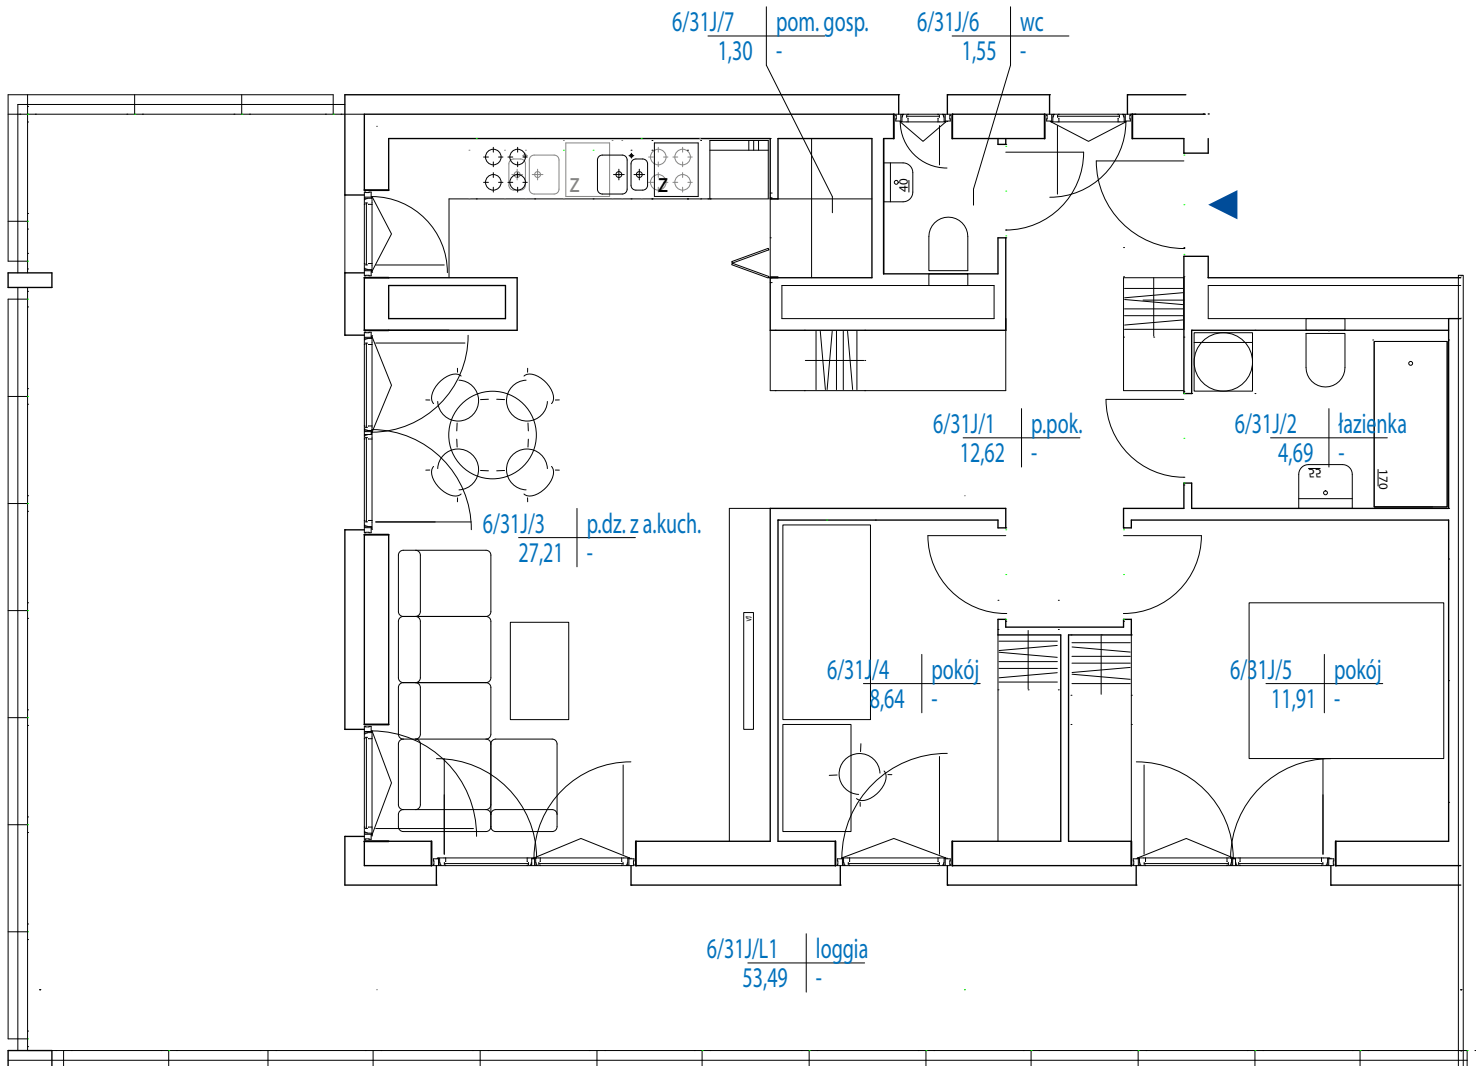 6/31J/7 pom. gosp.
1,30 -
6/31J/6 wc
1,55 -
40
Z Z
6/31J/1 p.pok.
12,62 -
6/31J/2 łazienka
4,69 -
170
6/31J/3 p.dz. z a.kuch.
27,21 -
6/31J/4 pokój
8,64 -
6/31J/5 pokój
11,91 -
6/31J/L1 loggia
53,49 -